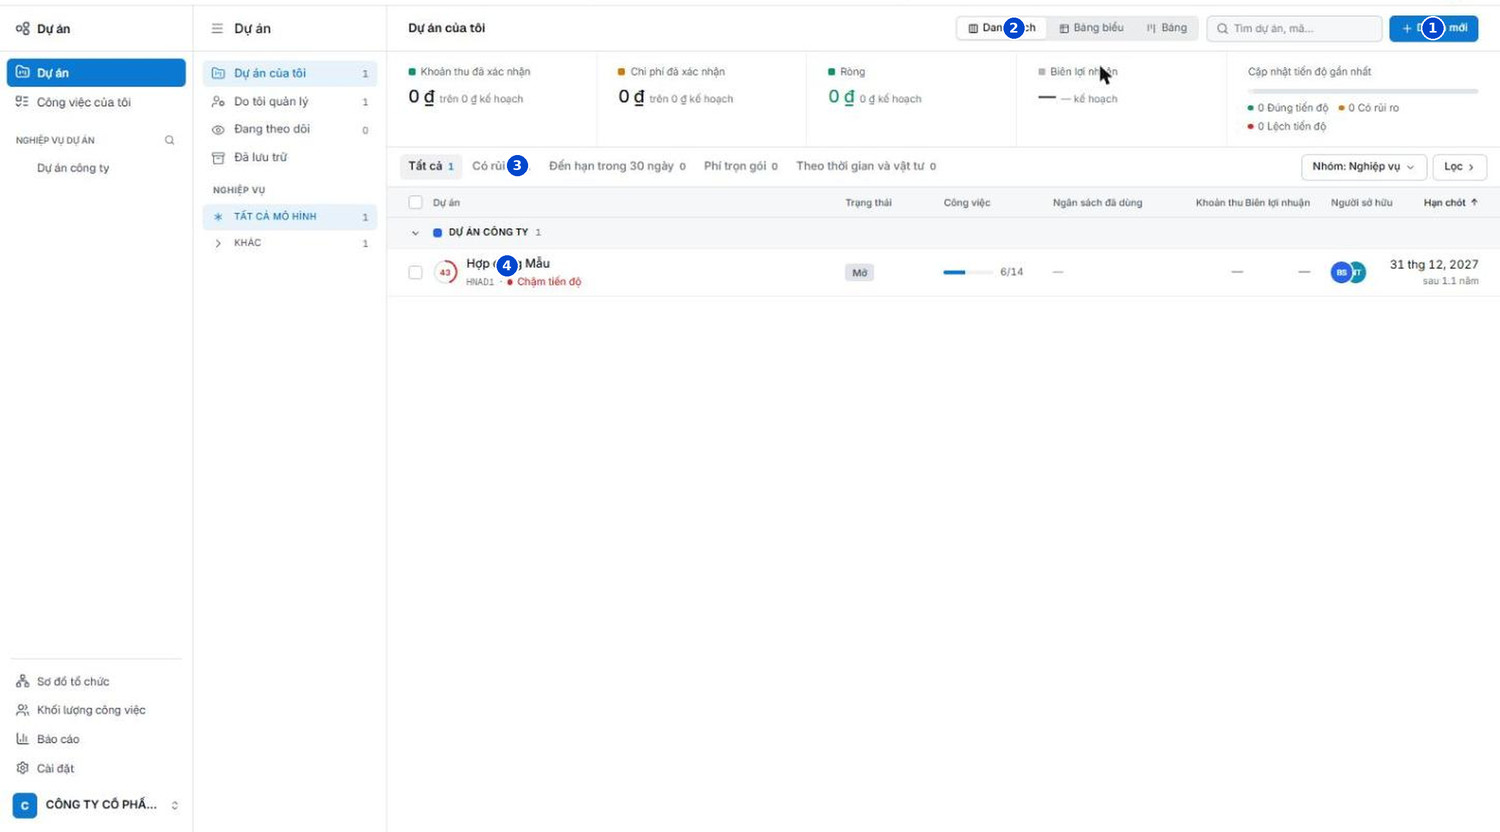 Dự án
Dự án
Công việc của tôi
NGHIỆP VỤ DỰ ÁN
Dự án công ty
Sơ đồ tổ chức
Khối lượng công việc
Báo cáo
Cài đặt
C CÔNG TY CỔ PHẦ...
Dự án
Dự án của tôi 1
Do tôi quản lý 1
Đang theo dõi 0
Đã lưu trữ
NGHIỆP VỤ
TẤT CẢ MÔ HÌNH 1
KHÁC 1
Dự án của tôi
2 Bảng biểu Bảng Tìm dự án, mã... 1 mới
Khoản thu đã xác nhận
0 ₫ trên 0 ₫ kế hoạch
Chi phí đã xác nhận
0 ₫ trên 0 ₫ kế hoạch
Ròng
0 ₫ 0 ₫ kế hoạch
Biên lợi nhuận
— — kế hoạch
Cập nhật tiến độ gần nhất
0 Đúng tiến độ 0 Có rủi ro
0 Lệch tiến độ
Tất cả 1 Có rủi 3 Đến hạn trong 30 ngày 0 Phí trọn gói 0 Theo thời gian và vật tư 0 Nhóm: Nghiệp vụ Lọc
Dự án Trạng thái Công việc Ngân sách đã dùng Khoản thu Biên lợi nhuận Người sở hữu Hạn chót
DỰ ÁN CÔNG TY 1
43 Hợp 4 Mẫu Mở 6/14 — — — BS 31 thg 12, 2027
HNAD1 · Chậm tiến độ sau 1.1 năm